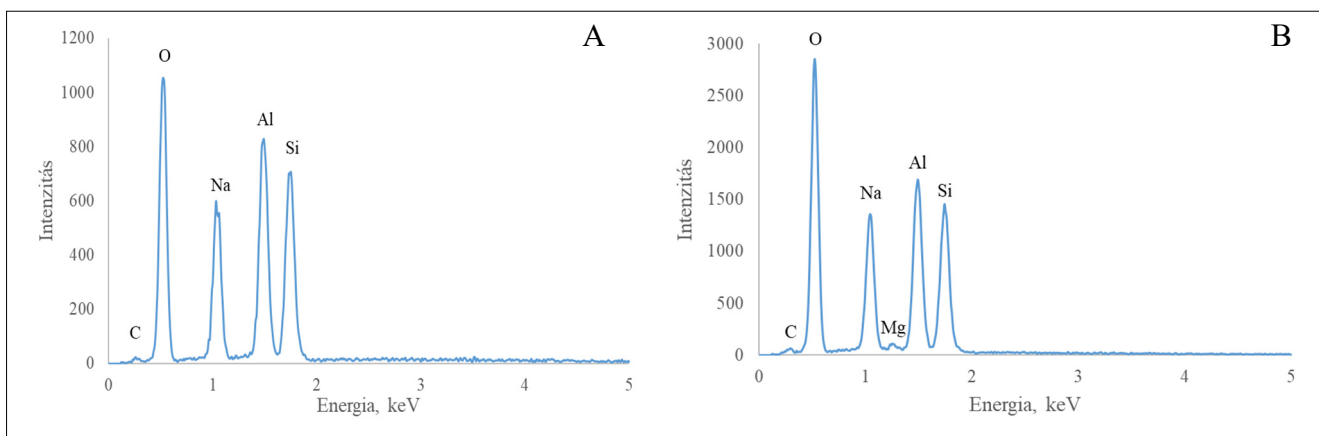 A
1200
1000
800
600
400
200
0
Intenzitás
O
Na
Al
Si
C
0 1 2 3 4 5
Energia, keV
B
3000
2500
2000
1500
1000
500
0
Intenzitás
O
Na
Al
Si
C
Mg
0 1 2 3 4 5
Energia, keV